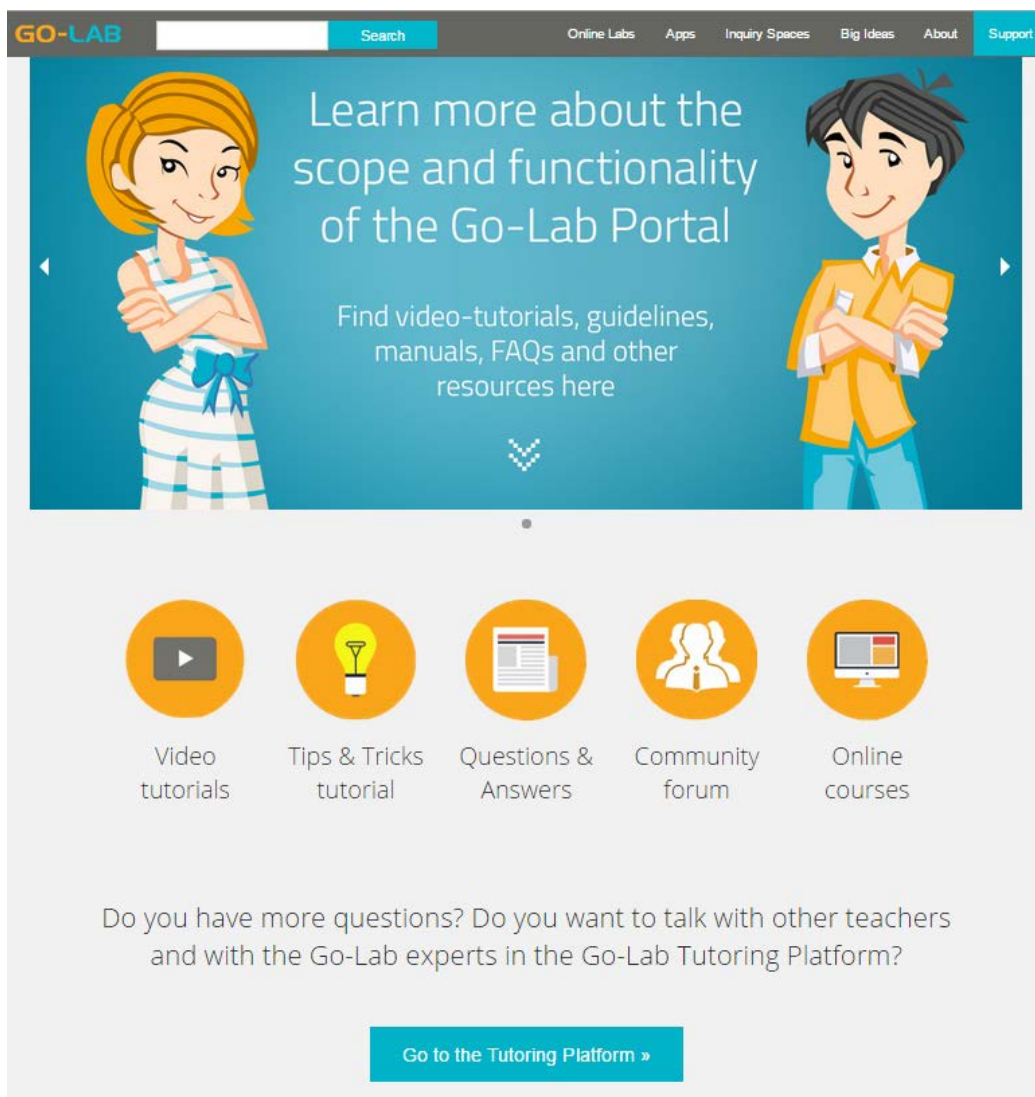 GO-LAB Search Online Labs Apps Inquiry Spaces Big Ideas About Support
Learn more about the
scope and functionality
of the Go-Lab Portal
Find video-tutorials, guidelines,
manuals, FAQs and other
resources here
Video
tutorials
Tips & Tricks
tutorial
Questions &
Answers
Community
forum
Online
courses
Do you have more questions? Do you want to talk with other teachers
and with the Go-Lab experts in the Go-Lab Tutoring Platform?
Go to the Tutoring Platform »